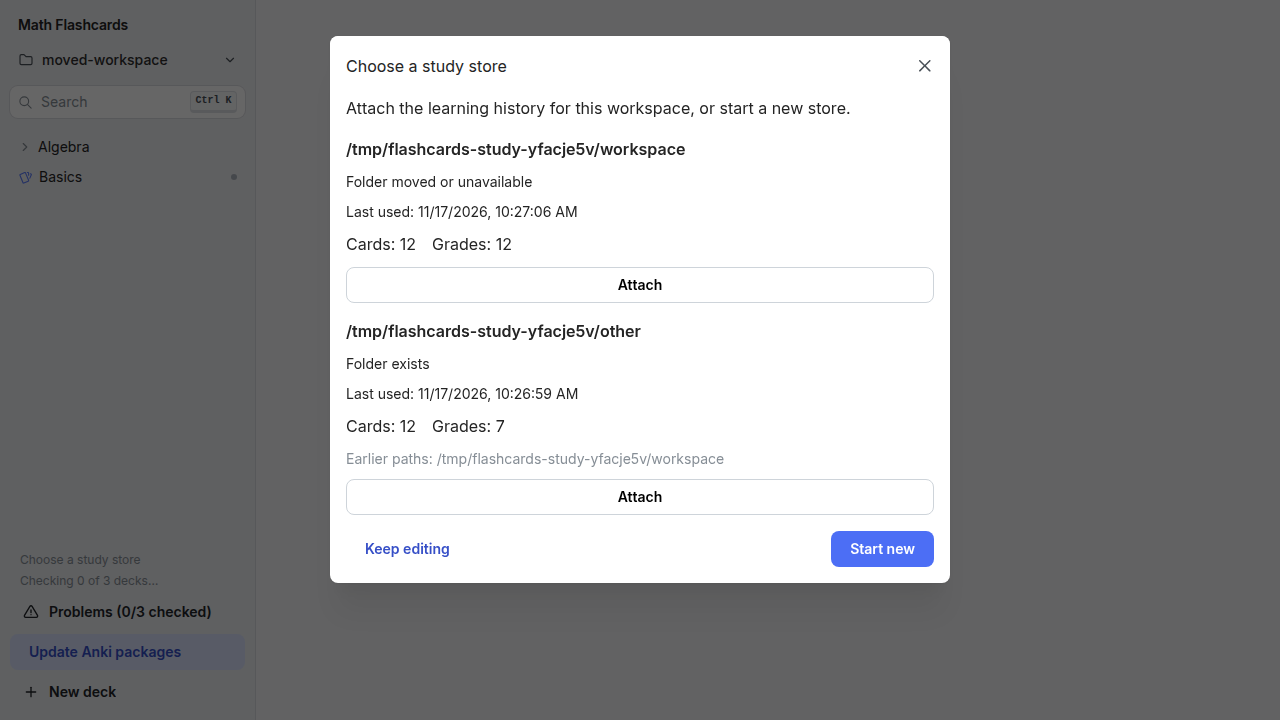 Math Flashcards
moved-workspace
Search
Ctrl K
Algebra
Basics
Choose a study store
Checking 0 of 3 decks...
Problems (0/3 checked)
Update Anki packages
New deck
Choose a study store
Attach the learning history for this workspace, or start a new store.
/tmp/flashcards-study-yfacje5v/workspace
Folder moved or unavailable
Last used: 11/17/2026, 10:27:06 AM
Cards: 12 Grades: 12
Attach
/tmp/flashcards-study-yfacje5v/other
Folder exists
Last used: 11/17/2026, 10:26:59 AM
Cards: 12 Grades: 7
Earlier paths: /tmp/flashcards-study-yfacje5v/workspace
Attach
Keep editing
Start new